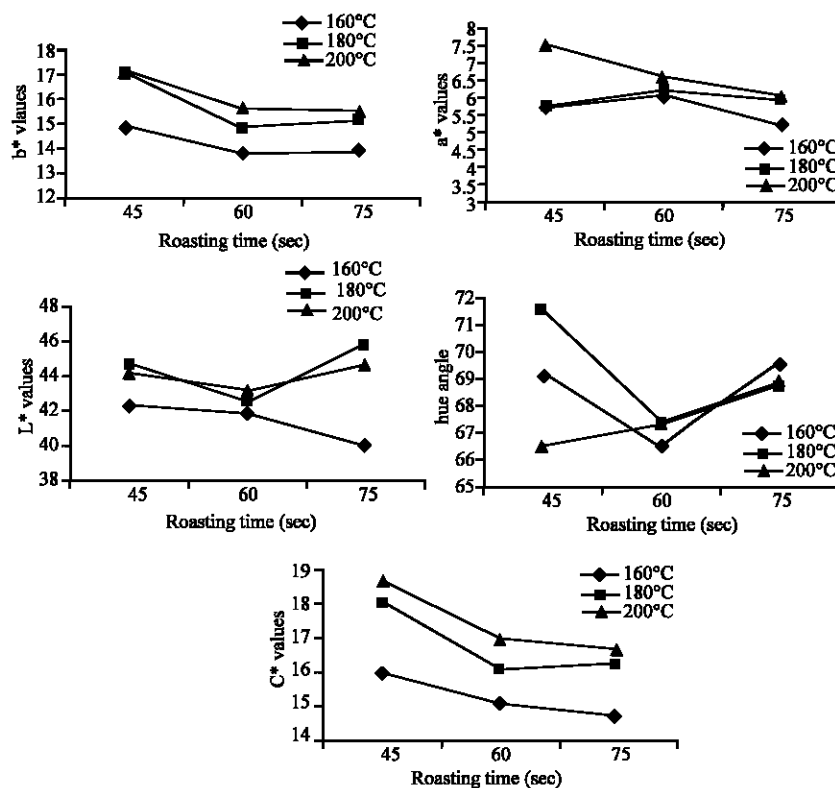 160°C
180°C
200°C
18
17
16
15
14
13
12
b* vlaues
45 60 75
Roasting time (sec)
8
7.5
7
6.5
6
5.5
5
4.5
4
3.5
3
a* values
160°C
180°C
200°C
45 60 75
Roasting time (sec)
160°C
180°C
200°C
48
46
44
42
40
38
L* values
45 60 75
Roasting time (sec)
72
71
70
69
68
67
66
65
hue angle
160°C
180°C
200°C
45 60 75
Roasting time (sec)
160°C
180°C
200°C
19
18
17
16
15
14
C* values
45 60 75
Roasting time (sec)